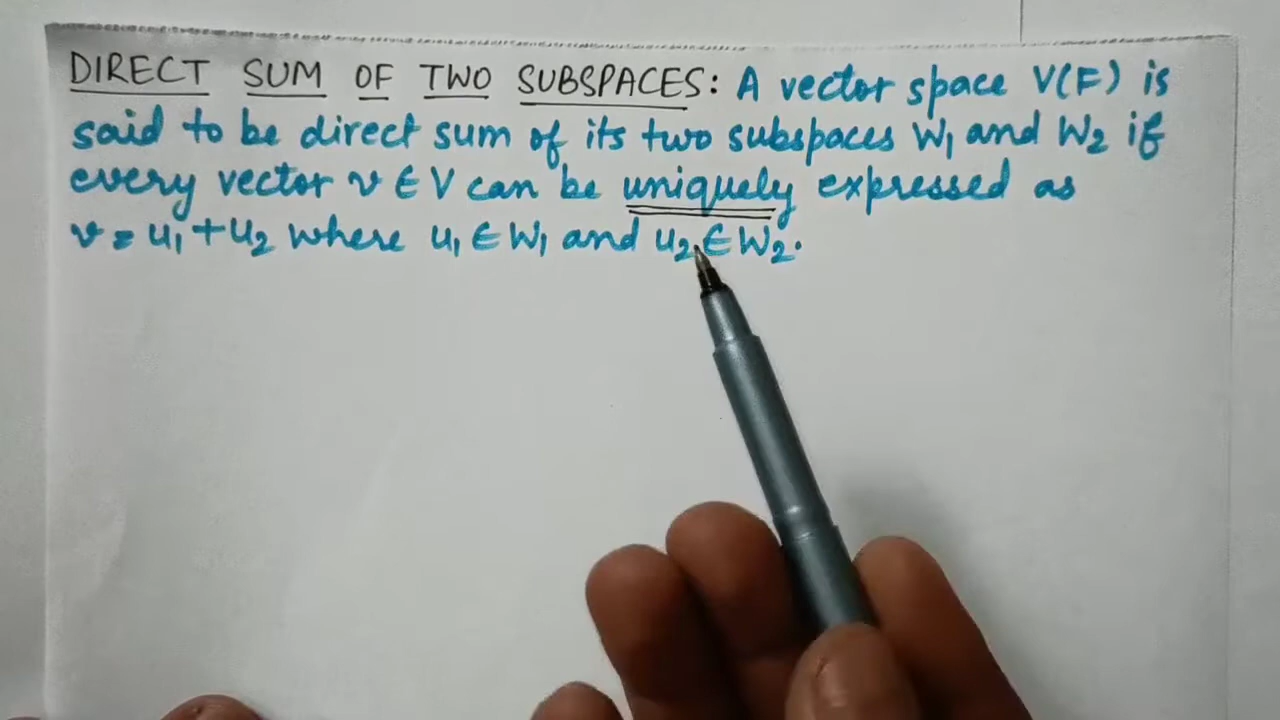 DIRECT SUM OF TWO SUBSPACES: A vector space V(F) is
said to be direct sum of its two subspaces W₁ and W₂ if
every vector v ∈ V can be uniquely expressed as
v = u₁ + u₂ where u₁ ∈ W₁ and u₂ ∈ W₂.